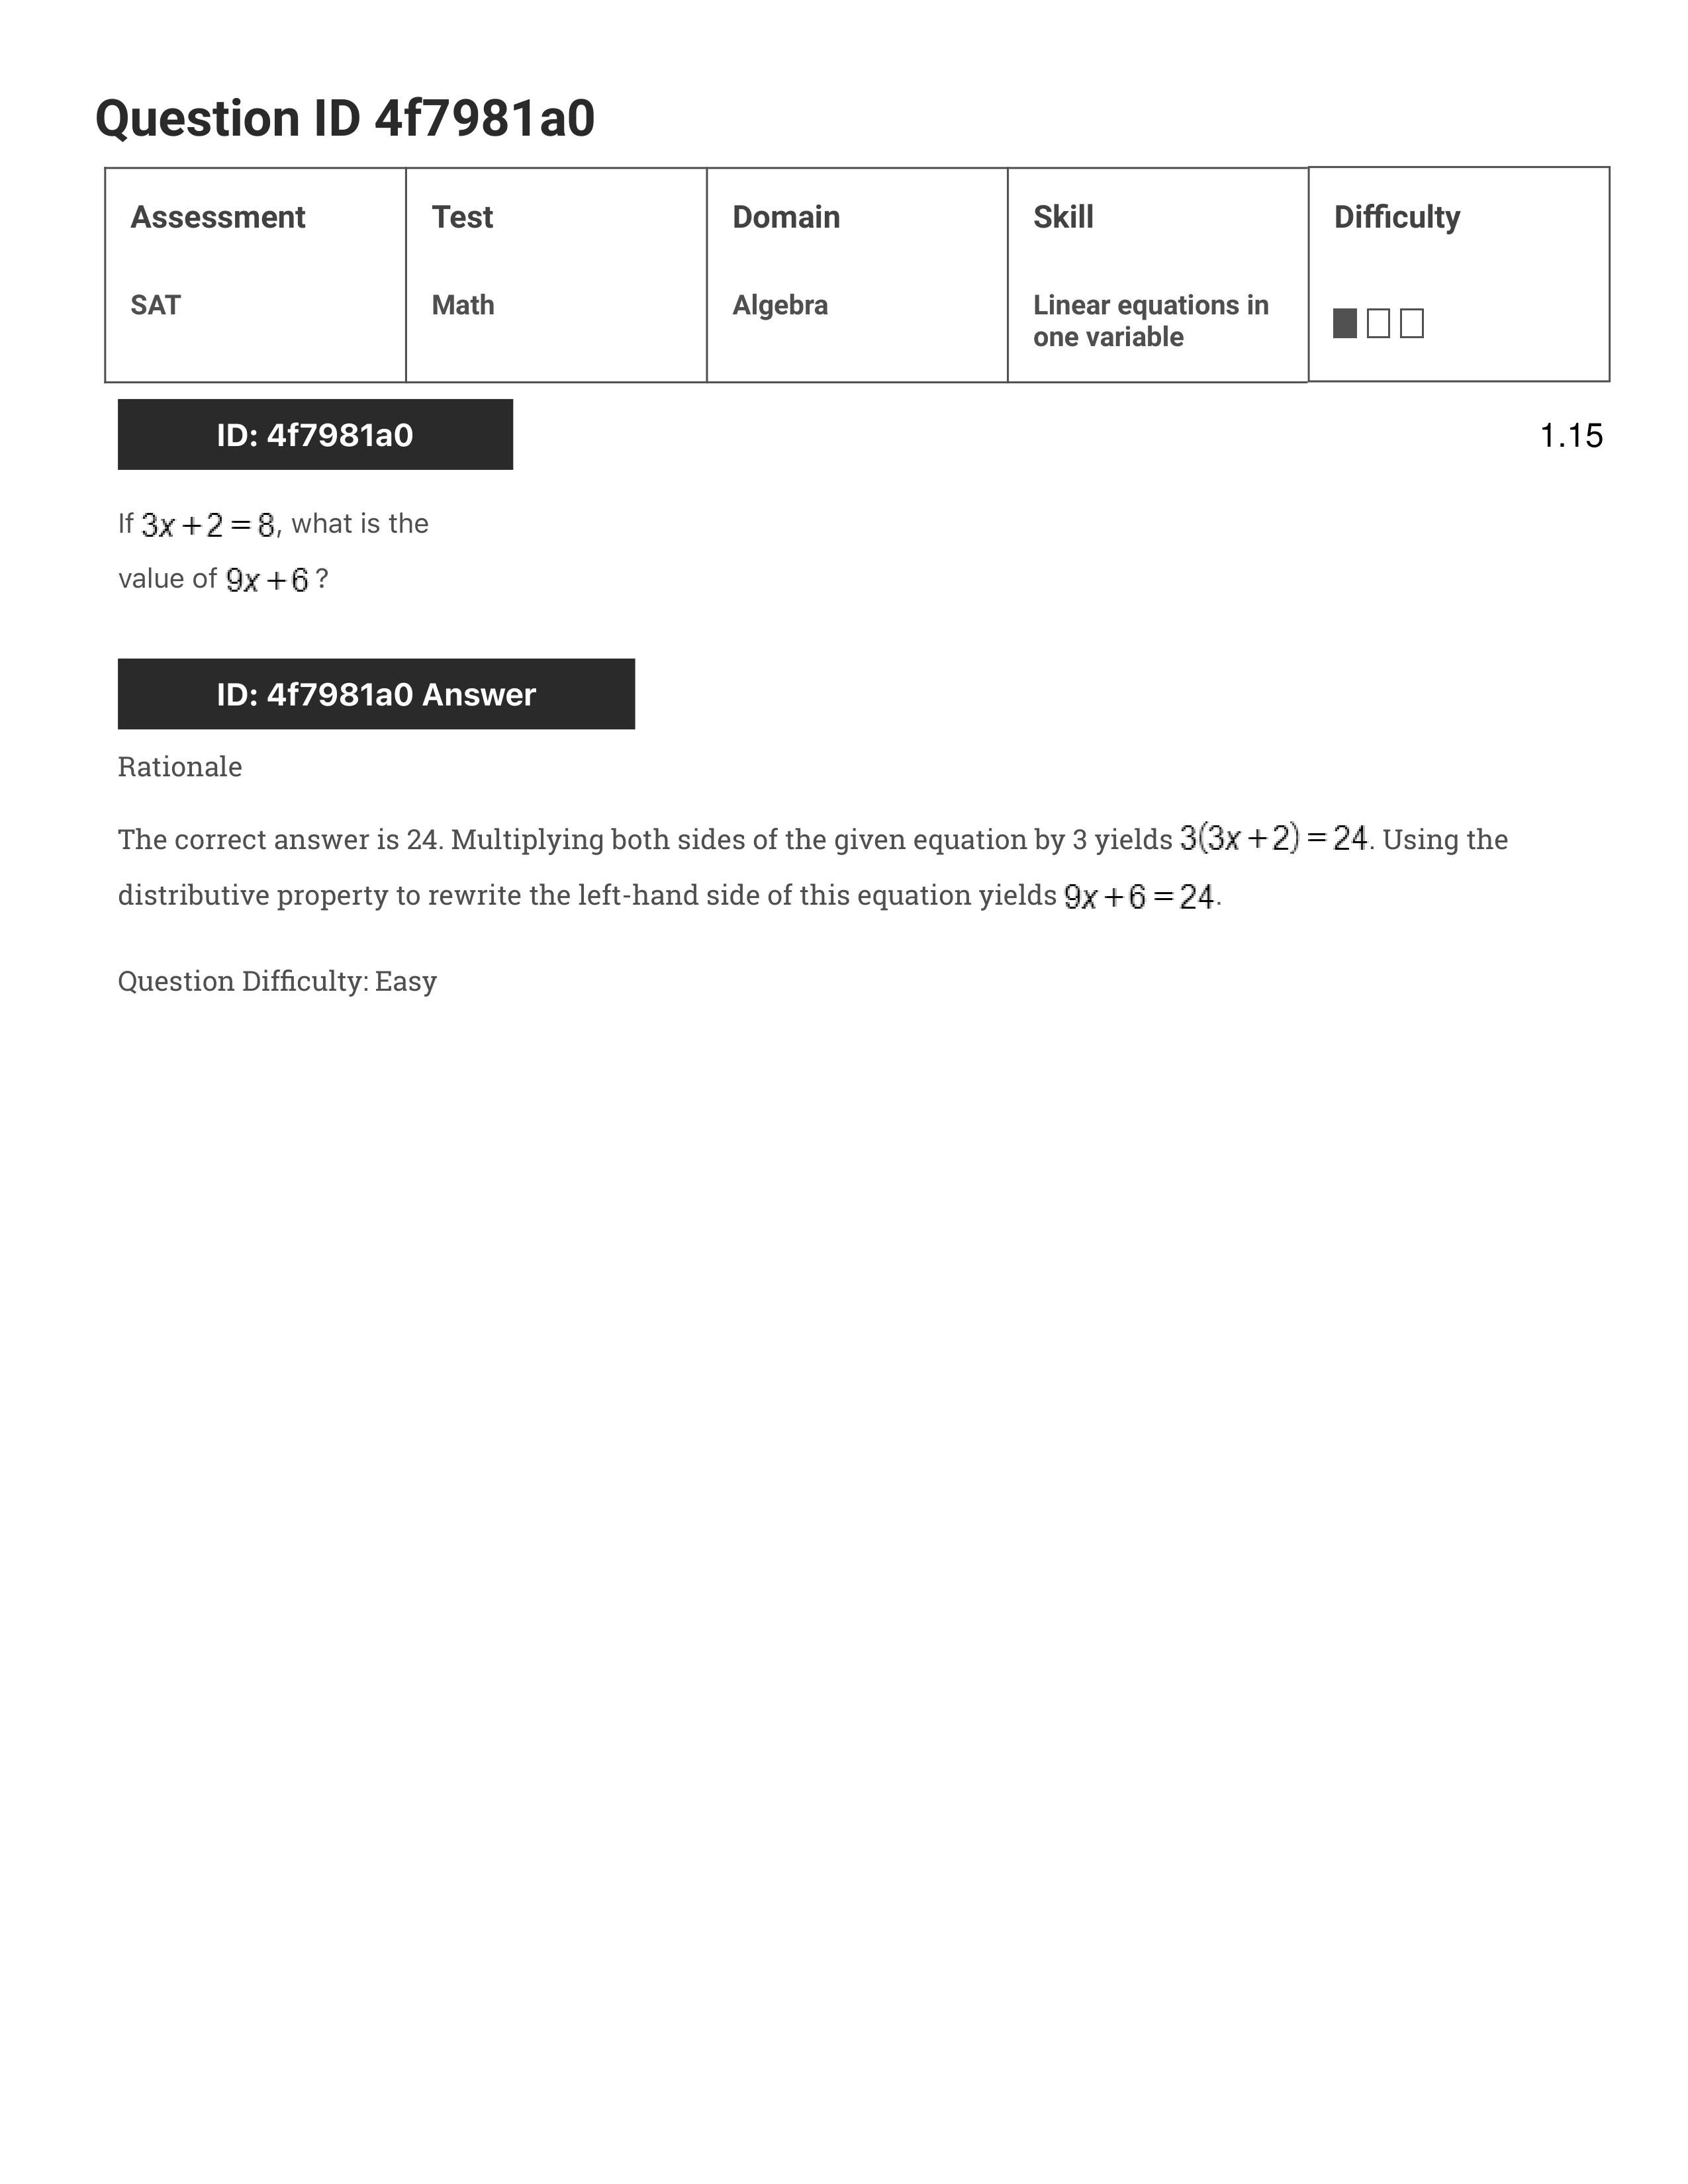 Question ID 4f7981a0
Assessment Test Domain Skill Difficulty
SAT Math Algebra Linear equations in
one variable
ID: 4f7981a0 1.15
If 3x + 2 = 8, what is the
value of 9x + 6 ?
ID: 4f7981a0 Answer
Rationale
The correct answer is 24. Multiplying both sides of the given equation by 3 yields 3(3x + 2) = 24. Using the
distributive property to rewrite the left-hand side of this equation yields 9x + 6 = 24.
Question Difficulty: Easy